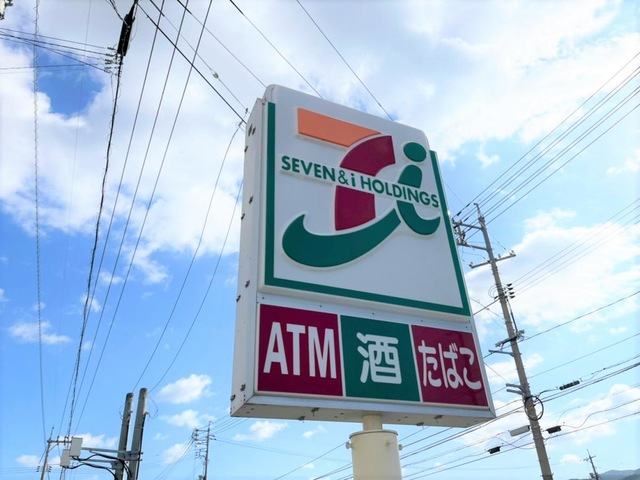 SEVEN & i HOLDINGS
ATM 酒 たばこ